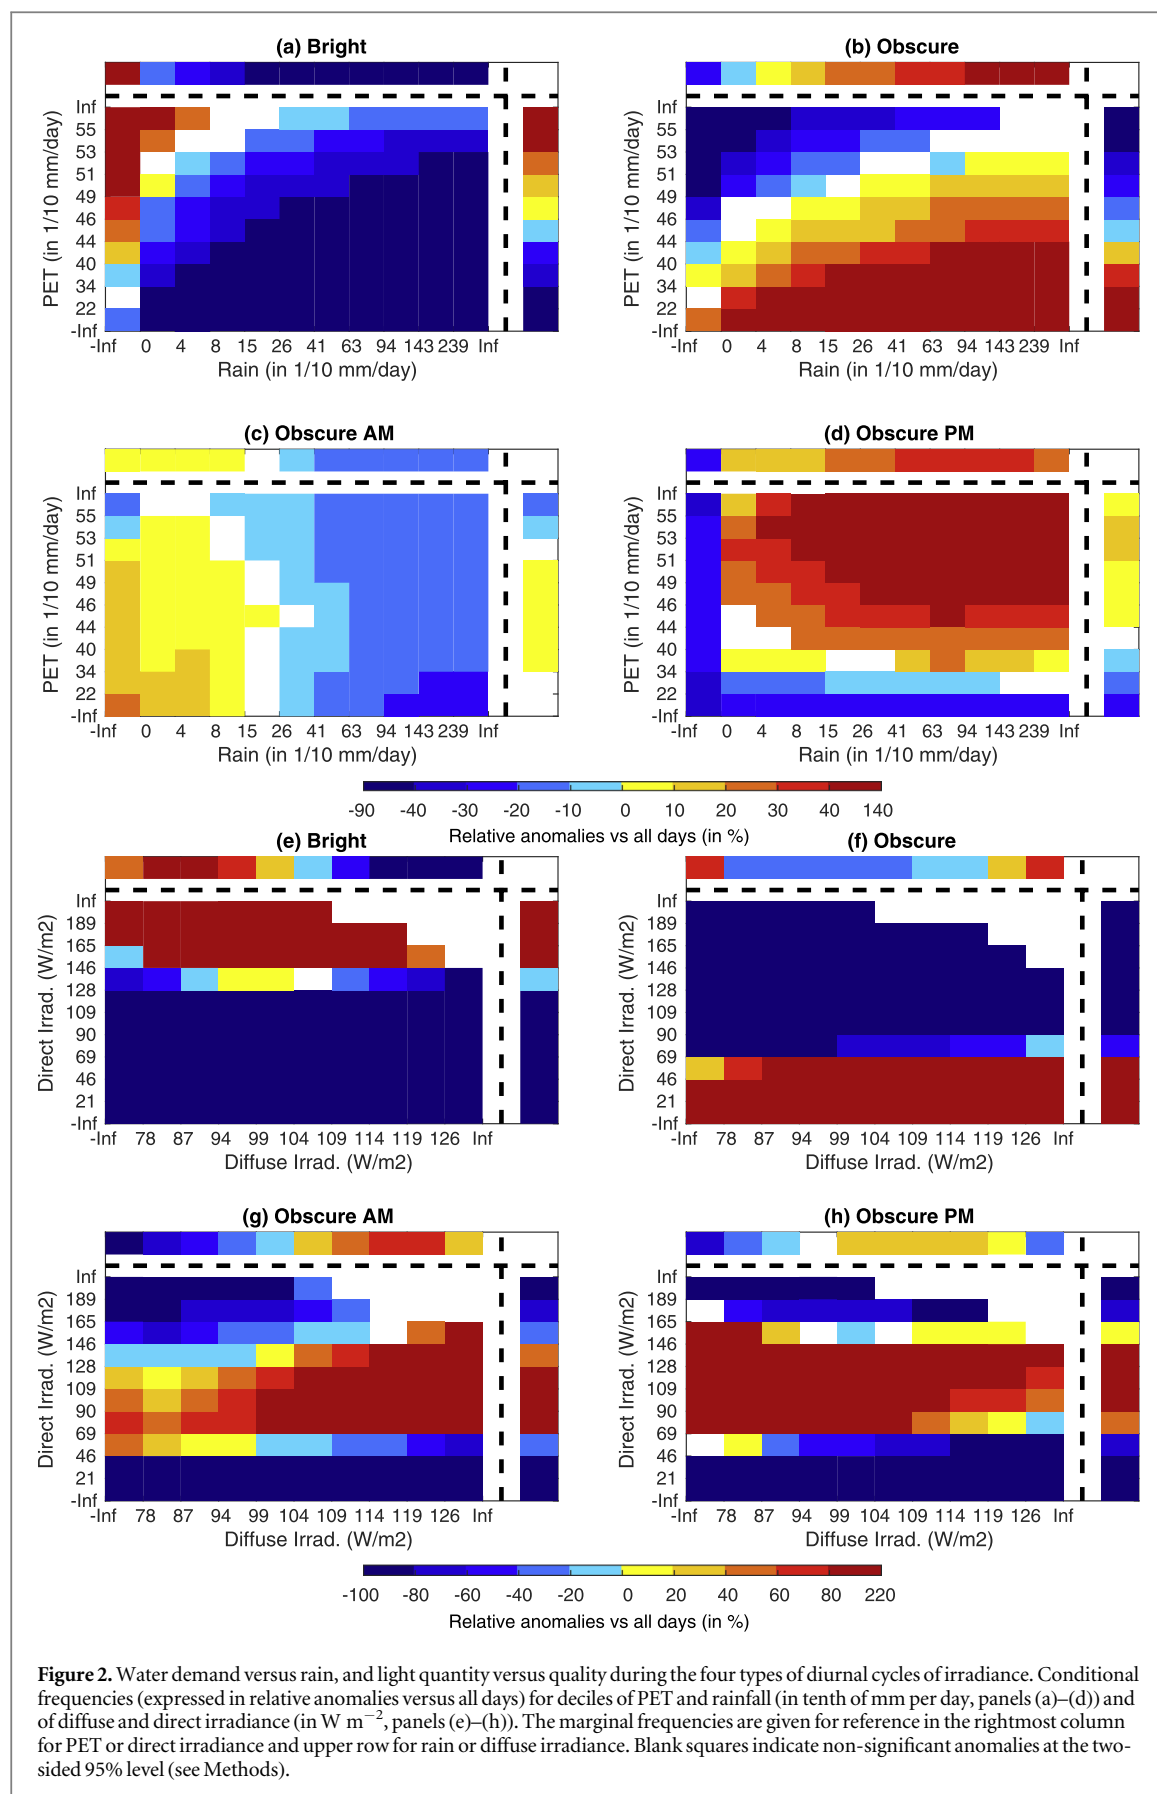 (a) Bright
(b) Obscure
PET (in 1/10 mm/day)
Inf
55
53
51
49
46
44
40
34
22
-Inf
-Inf 0 4 8 15 26 41 63 94 143 239 Inf
Rain (in 1/10 mm/day)
PET (in 1/10 mm/day)
Inf
55
53
51
49
46
44
40
34
22
-Inf
-Inf 0 4 8 15 26 41 63 94 143 239 Inf
Rain (in 1/10 mm/day)
(c) Obscure AM
(d) Obscure PM
PET (in 1/10 mm/day)
Inf
55
53
51
49
46
44
40
34
22
-Inf
-Inf 0 4 8 15 26 41 63 94 143 239 Inf
Rain (in 1/10 mm/day)
PET (in 1/10 mm/day)
Inf
55
53
51
49
46
44
40
34
22
-Inf
-Inf 0 4 8 15 26 41 63 94 143 239 Inf
Rain (in 1/10 mm/day)
-90 -40 -30 -20 -10 0 10 20 30 40 140
Relative anomalies vs all days (in %)
(e) Bright
(f) Obscure
Direct Irrad. (W/m2)
Inf
189
165
146
128
109
90
69
46
21
-Inf
-Inf 78 87 94 99 104 109 114 119 126 Inf
Diffuse Irrad. (W/m2)
Direct Irrad. (W/m2)
Inf
189
165
146
128
109
90
69
46
21
-Inf
-Inf 78 87 94 99 104 109 114 119 126 Inf
Diffuse Irrad. (W/m2)
(g) Obscure AM
(h) Obscure PM
Direct Irrad. (W/m2)
Inf
189
165
146
128
109
90
69
46
21
-Inf
-Inf 78 87 94 99 104 109 114 119 126 Inf
Diffuse Irrad. (W/m2)
Direct Irrad. (W/m2)
Inf
189
165
146
128
109
90
69
46
21
-Inf
-Inf 78 87 94 99 104 109 114 119 126 Inf
Diffuse Irrad. (W/m2)
-100 -80 -60 -40 -20 0 20 40 60 80 220
Relative anomalies vs all days (in %)
Figure 2. Water demand versus rain, and light quantity versus quality during the four types of diurnal cycles of irradiance. Conditional
frequencies (expressed in relative anomalies versus all days) for deciles of PET and rainfall (in tenth of mm per day, panels (a)–(d)) and
of diffuse and direct irradiance (in W m⁻², panels (e)–(h)). The marginal frequencies are given for reference in the rightmost column
for PET or direct irradiance and upper row for rain or diffuse irradiance. Blank squares indicate non-significant anomalies at the two-
sided 95% level (see Methods).